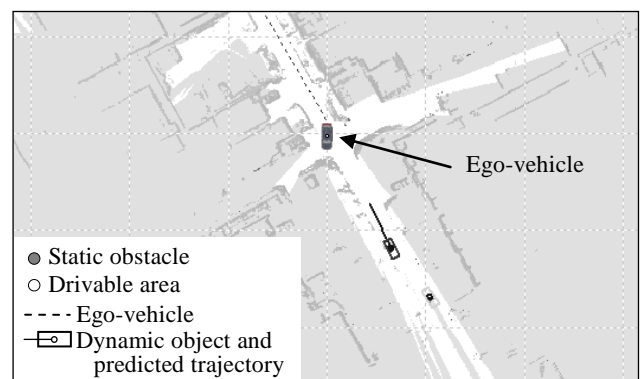 Ego-vehicle
Static obstacle
Drivable area
Ego-vehicle
Dynamic object and
predicted trajectory